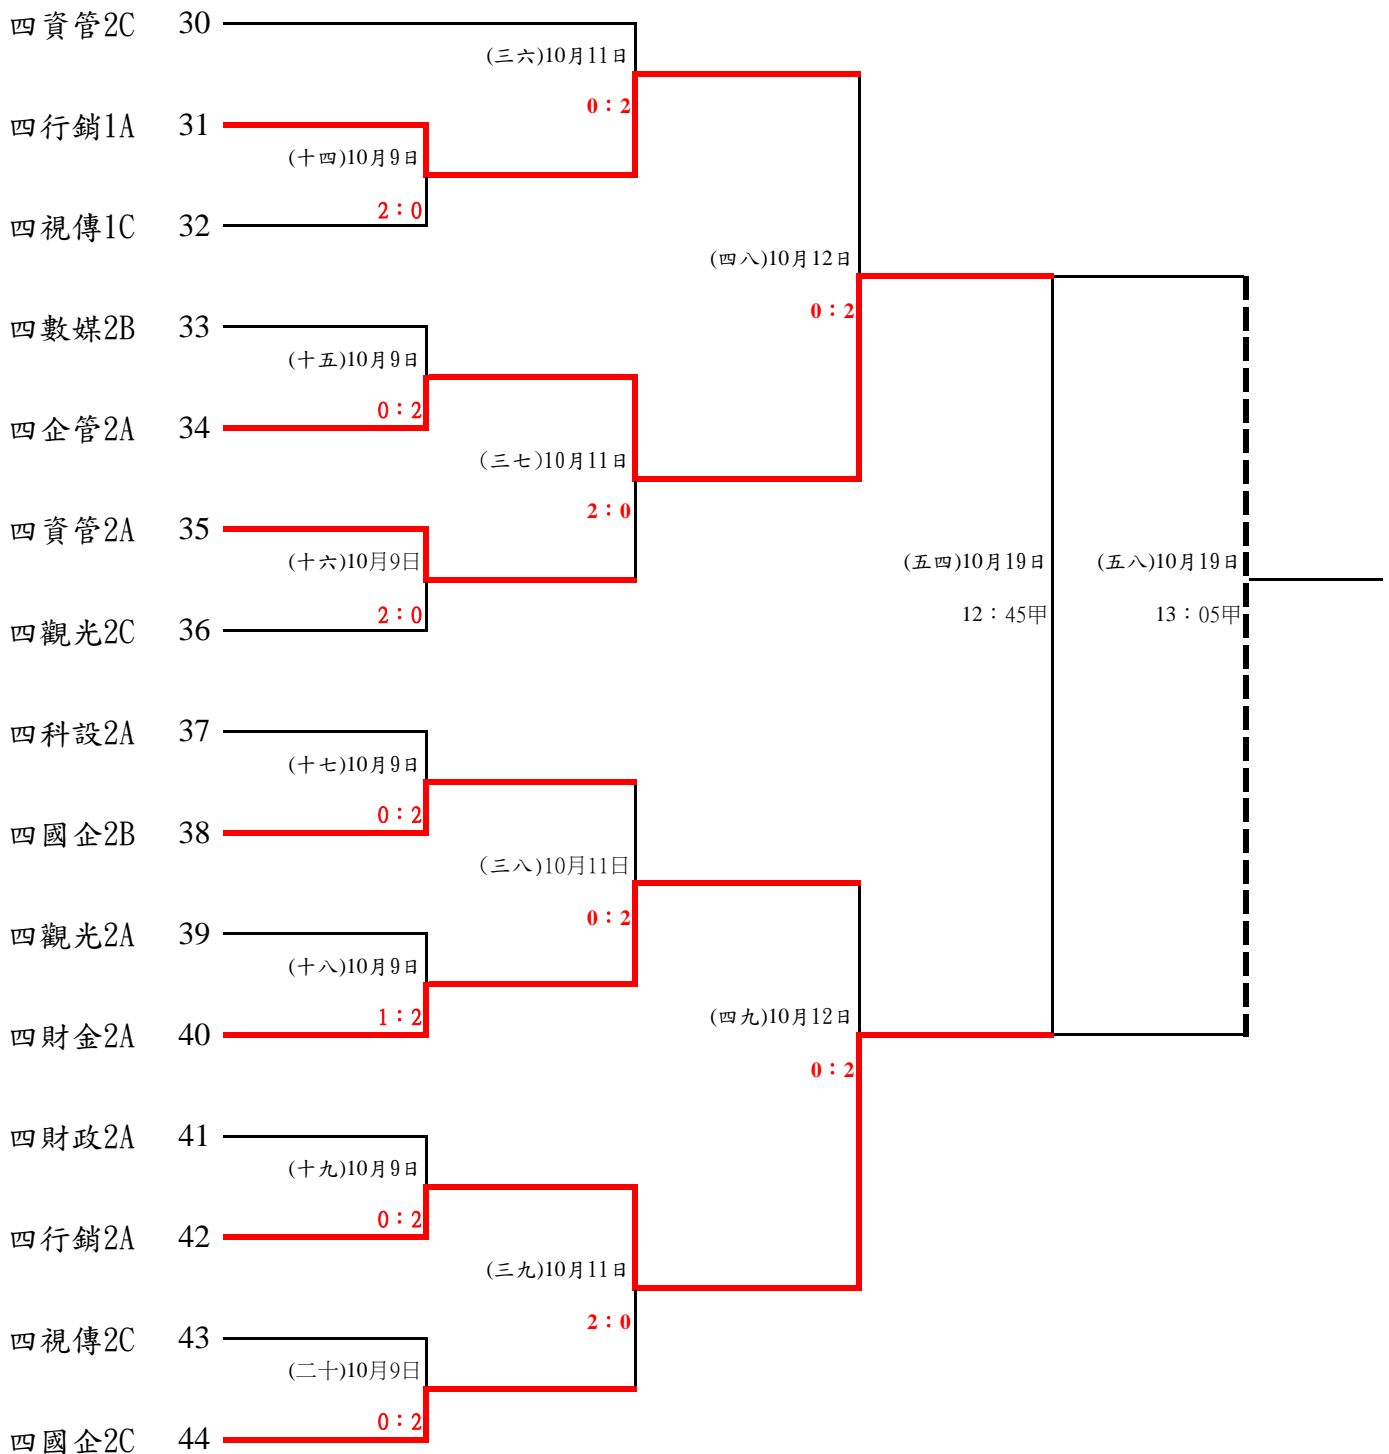 四資管2C 30
(三六)10月11日
0：2
四行銷1A 31
(十四)10月9日
2：0
四視傳1C 32
(四八)10月12日
0：2
四數媒2B 33
(十五)10月9日
0：2
四企管2A 34
(三七)10月11日
2：0
四資管2A 35
(十六)10月9日
(五四)10月19日
(五八)10月19日
2：0
12：45甲
13：05甲
四觀光2C 36
四科設2A 37
(十七)10月9日
0：2
四國企2B 38
(三八)10月11日
0：2
四觀光2A 39
(十八)10月9日
1：2
(四九)10月12日
四財金2A 40
0：2
四財政2A 41
(十九)10月9日
0：2
四行銷2A 42
(三九)10月11日
2：0
四視傳2C 43
(二十)10月9日
0：2
四國企2C 44